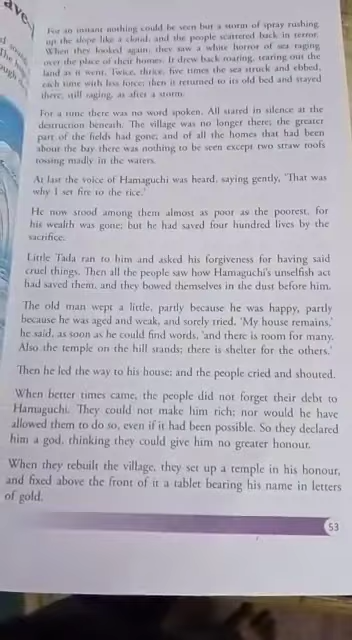 ave
For an instant nothing could be seen but a storm of spray rushing
up the slope like a cloud; and the people scattered back in terror.
When they looked again, they saw a white horror of sea raging
over the place of their homes. It drew back roaring, tearing out the
land as it went. Twice, thrice, five times the sea struck and ebbed,
each time with less force; then it returned to its old bed and stayed
there, still raging, as after a storm.
For a time there was no word spoken. All stared in silence at the
destruction beneath. The village was no longer there; the greater
part of the fields had gone; and of all the homes that had been
about the bay there was nothing to be seen except two straw roofs
tossing madly in the waters.
At last the voice of Hamaguchi was heard, saying gently, 'That was
why I set fire to the rice.'
He now stood among them almost as poor as the poorest, for
his wealth was gone; but he had saved four hundred lives by the
sacrifice.
Little Tada ran to him and asked his forgiveness for having said
cruel things. Then all the people saw how Hamaguchi's unselfish act
had saved them, and they bowed themselves in the dust before him.
The old man wept a little, partly because he was happy, partly
because he was aged and weak, and sorely tried. 'My house remains,'
he said, as soon as he could find words, 'and there is room for many.
Also the temple on the hill stands; there is shelter for the others.'
Then he led the way to his house; and the people cried and shouted.
When better times came, the people did not forget their debt to
Hamaguchi. They could not make him rich; nor would he have
allowed them to do so, even if it had been possible. So they declared
him a god, thinking they could give him no greater honour.
When they rebuilt the village, they set up a temple in his honour,
and fixed above the front of it a tablet bearing his name in letters
of gold.
53